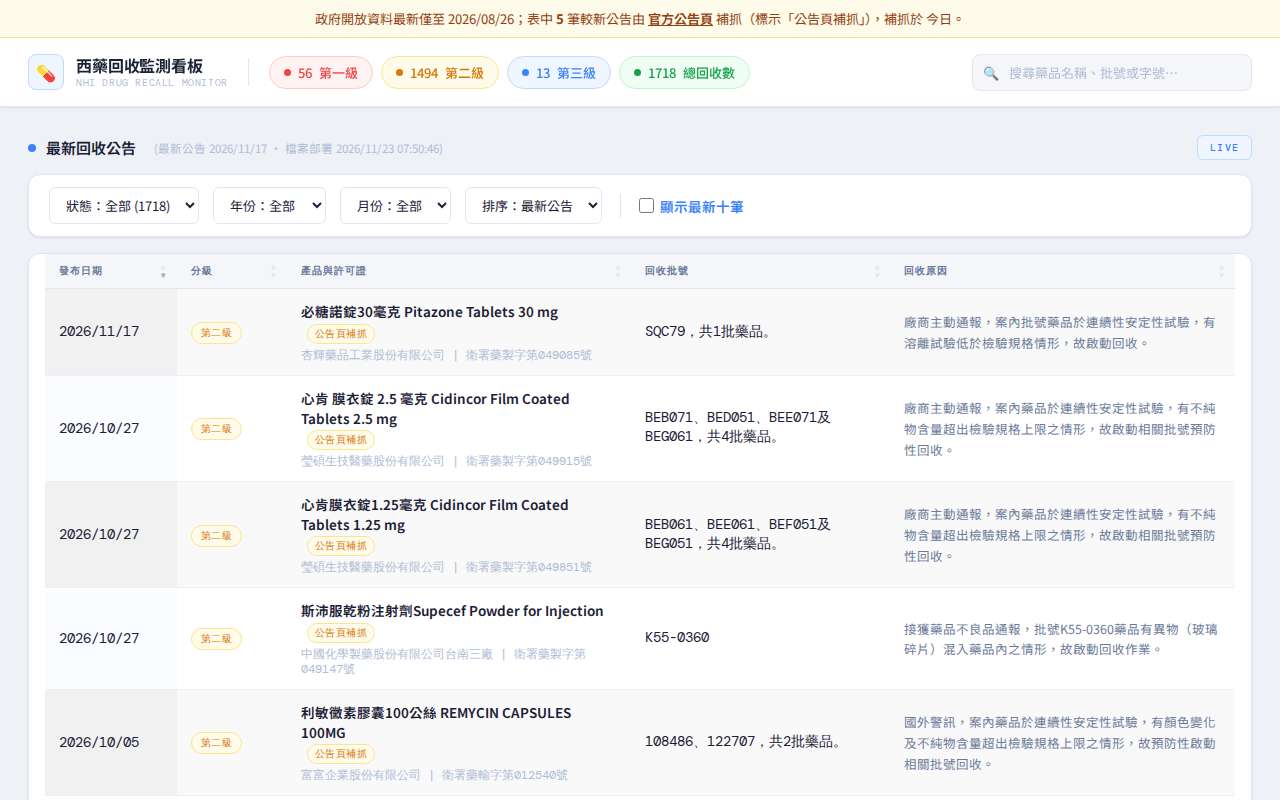 政府開放資料最新僅至 2026/08/26；表中 5 筆較新公告由 官方公告頁 補抓（標示「公告頁補抓」），補抓於 今日。
西藥回收監測看板
NHI DRUG RECALL MONITOR
56 第一級
1494 第二級
13 第三級
1718 總回收數
搜尋藥品名稱、批號或字號…
最新回收公告
（最新公告 2026/11/17 · 檔案部署 2026/11/23 07:50:46）
LIVE
狀態：全部 (1718)
年份：全部
月份：全部
排序：最新公告
顯示最新十筆
發布日期
分級
產品與許可證
回收批號
回收原因
2026/11/17
第二級
必糖諾錠30毫克 Pitazone Tablets 30 mg
公告頁補抓
杏輝藥品工業股份有限公司 | 衛署藥製字第049085號
SQC79，共1批藥品。
廠商主動通報，案內批號藥品於連續性安定性試驗，有
溶離試驗低於檢驗規格情形，故啟動回收。
2026/10/27
第二級
心肯 膜衣錠 2.5 毫克 Cidincor Film Coated
Tablets 2.5 mg
公告頁補抓
瑩碩生技醫藥股份有限公司 | 衛署藥製字第049915號
BEB071、BED051、BEE071及
BEG061，共4批藥品。
廠商主動通報，案內藥品於連續性安定性試驗，有不純
物含量超出檢驗規格上限之情形，故啟動相關批號預防
性回收。
2026/10/27
第二級
心肯膜衣錠1.25毫克 Cidincor Film Coated
Tablets 1.25 mg
公告頁補抓
瑩碩生技醫藥股份有限公司 | 衛署藥製字第049851號
BEB061、BEE061、BEF051及
BEG051，共4批藥品。
廠商主動通報，案內藥品於連續性安定性試驗，有不純
物含量超出檢驗規格上限之情形，故啟動相關批號預防
性回收。
2026/10/27
第二級
斯沛服乾粉注射劑Supecef Powder for Injection
公告頁補抓
中國化學製藥股份有限公司台南三廠 | 衛署藥製字第
049147號
K55-0360
接獲藥品不良品通報，批號K55-0360藥品有異物（玻璃
碎片）混入藥品內之情形，故啟動回收作業。
2026/10/05
第二級
利敏徵素膠囊100公絲 REMYCIN CAPSULES
100MG
公告頁補抓
富富企業股份有限公司 | 衛署藥輸字第012540號
108486、122707，共2批藥品。
國外警訊，案內藥品於連續性安定性試驗，有顏色變化
及不純物含量超出檢驗規格上限之情形，故預防性啟動
相關批號回收。